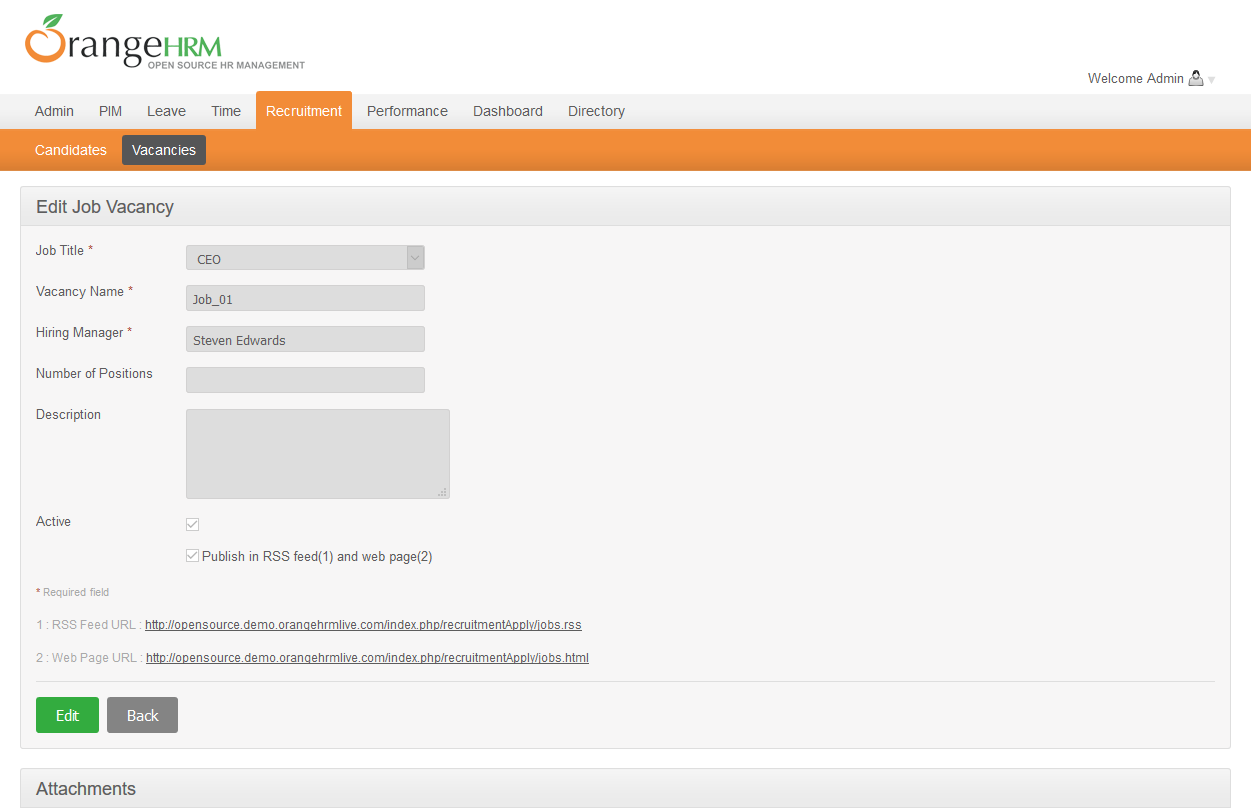 OrangeHRM
OPEN SOURCE HR MANAGEMENT
Welcome Admin
Admin PIM Leave Time Recruitment Performance Dashboard Directory
Candidates Vacancies
Edit Job Vacancy
Job Title * CEO
Vacancy Name * Job_01
Hiring Manager * Steven Edwards
Number of Positions
Description
Active
Publish in RSS feed(1) and web page(2)
* Required field
1 : RSS Feed URL : http://opensource.demo.orangehrmlive.com/index.php/recruitmentApply/jobs.rss
2 : Web Page URL : http://opensource.demo.orangehrmlive.com/index.php/recruitmentApply/jobs.html
Edit Back
Attachments